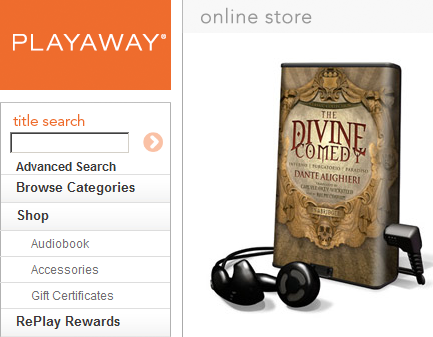 PLAYAWAY®
online store
title search
Advanced Search
Browse Categories
Shop
Audiobook
Accessories
Gift Certificates
RePlay Rewards
THE
DIVINE
COMEDY
INFERNO | PURGATORIO | PARADISO
DANTE ALIGHIERI